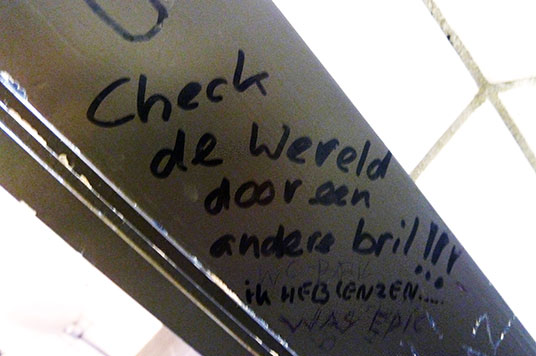 Check
de wereld
door een
andere bril!!!
ik HEB LENZEN.....
WAS EPIC